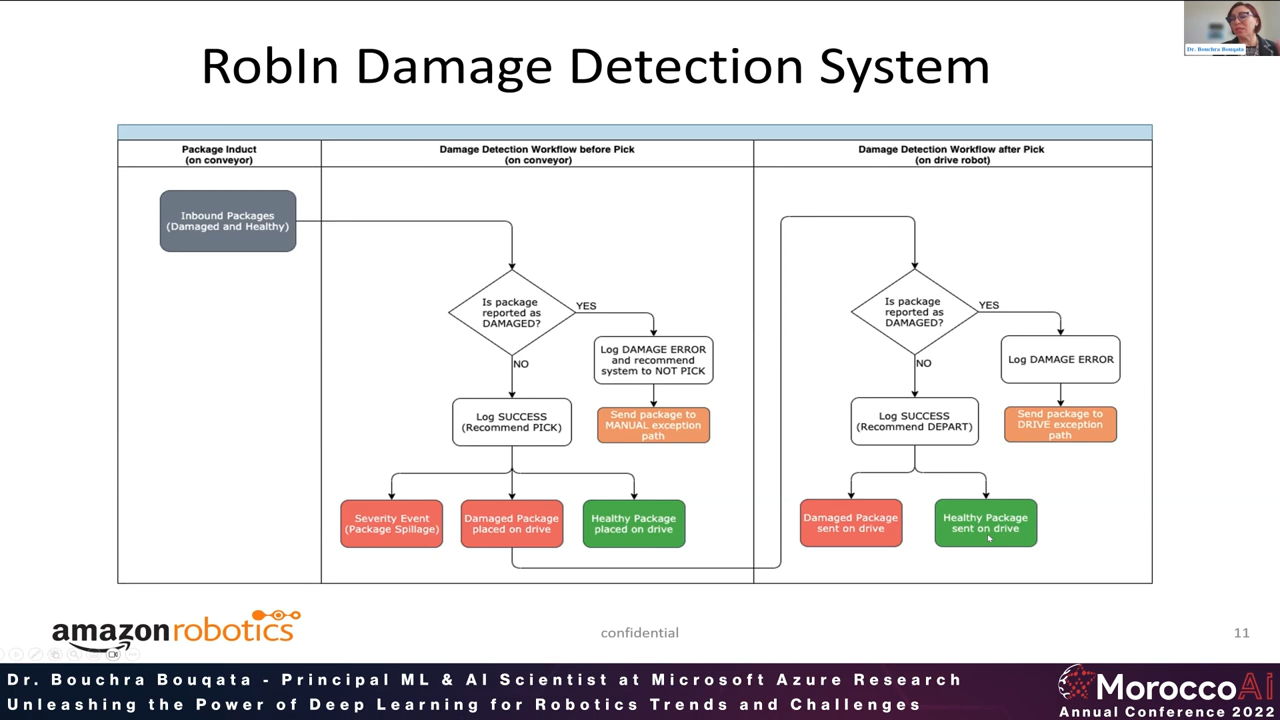 Dr. Bouchra Bouqata
RobIn Damage Detection System
Package Induct
(on conveyor)
Damage Detection Workflow before Pick
(on conveyor)
Damage Detection Workflow after Pick
(on drive robot)
Inbound Packages
(Damaged and Healthy)
Is package
reported as
DAMAGED?
YES
Log DAMAGE ERROR
and recommend
system to NOT PICK
NO
Log SUCCESS
(Recommend PICK)
Send package to
MANUAL exception
path
Severity Event
(Package Spillage)
Damaged Package
placed on drive
Healthy Package
placed on drive
Is package
reported as
DAMAGED?
YES
Log DAMAGE ERROR
NO
Log SUCCESS
(Recommend DEPART)
Send package to
DRIVE exception
path
Damaged Package
sent on drive
Healthy Package
sent on drive
amazon robotics
confidential
11
Dr. Bouchra Bouqata - Principal ML & AI Scientist at Microsoft Azure Research
Unleashing the Power of Deep Learning for Robotics Trends and Challenges
MoroccoAi
Annual Conference 2022